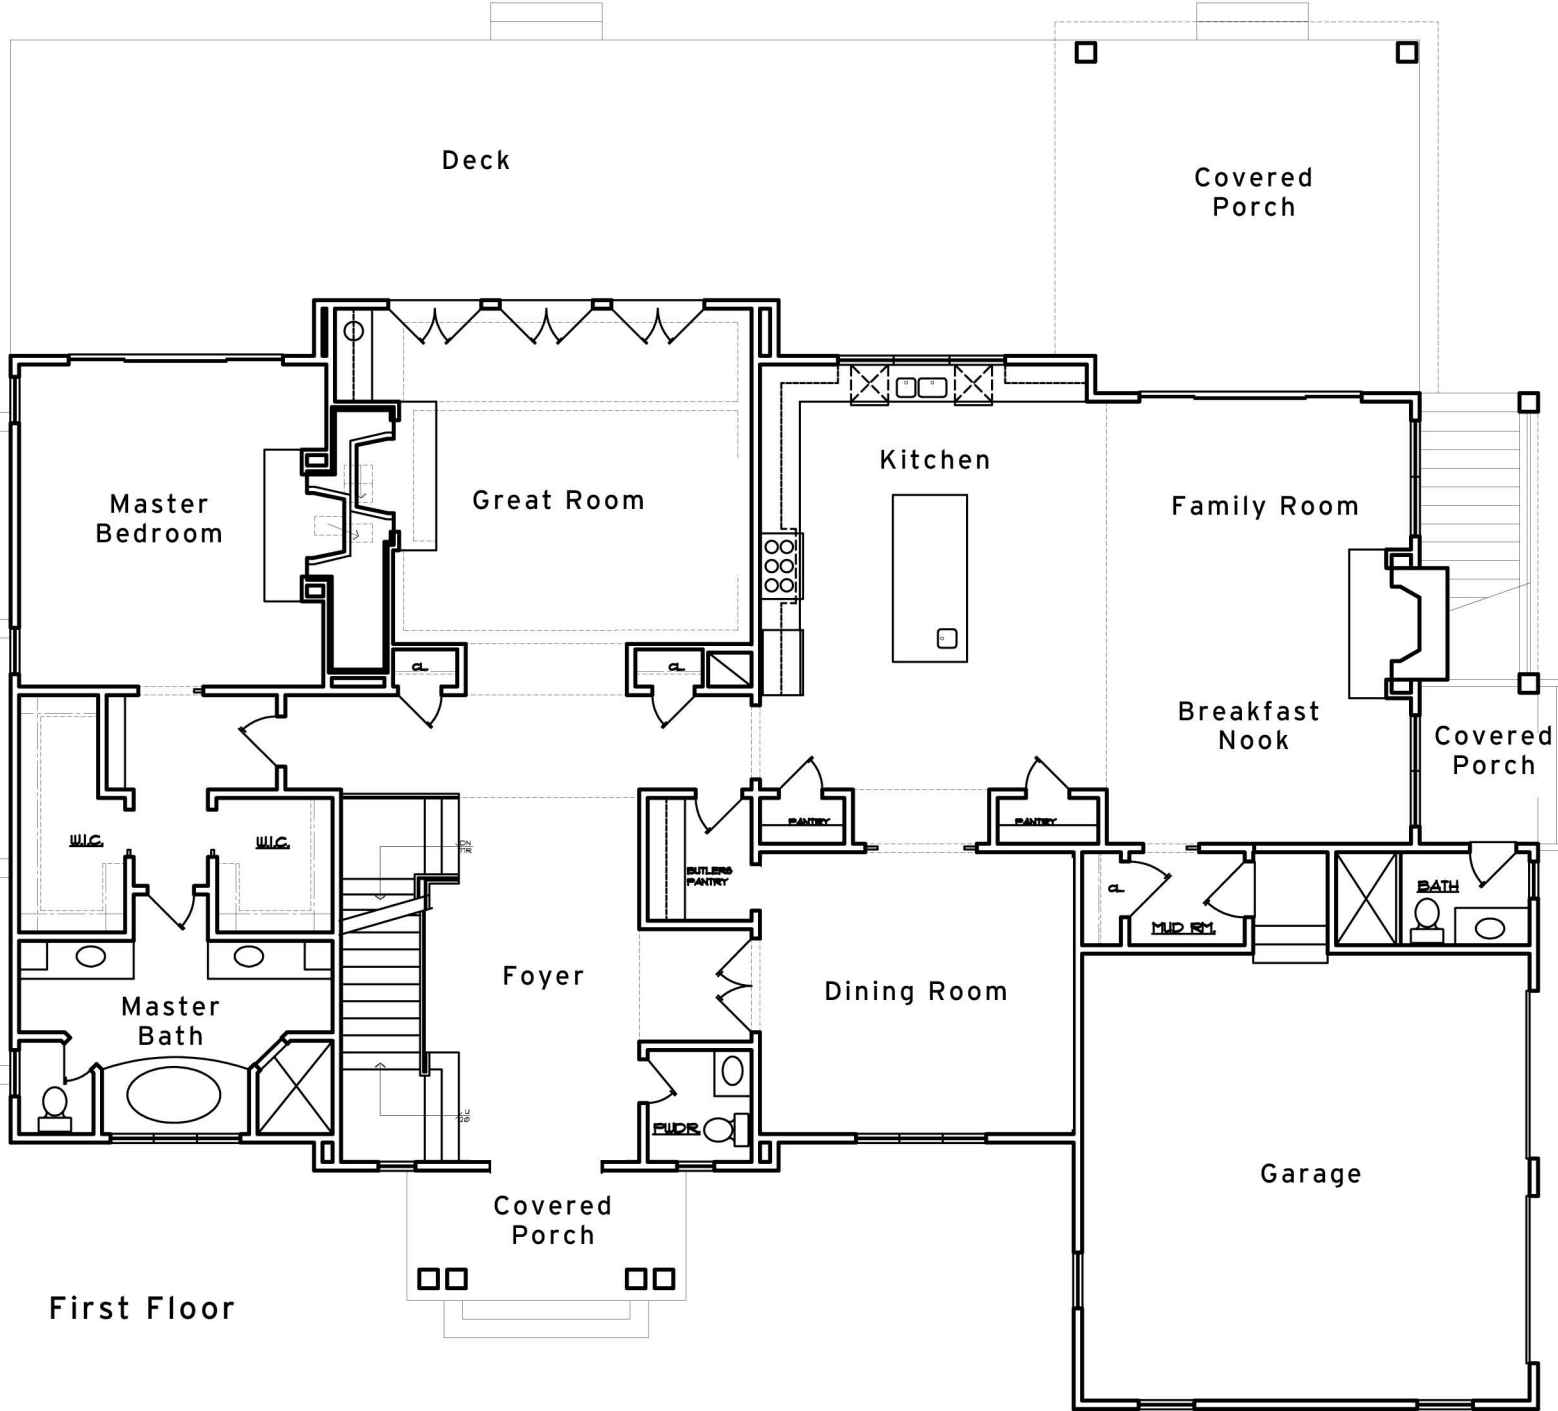 Deck
Covered
Porch
Kitchen
Great Room
Master
Bedroom
Family Room
CL
CL
Breakfast
Nook
Covered
Porch
PANTRY
PANTRY
W.I.C.
W.I.C.
BUTLERS
PANTRY
CL
BATH
MUD RM.
Foyer
Dining Room
Master
Bath
PWDR
Garage
Covered
Porch
First Floor